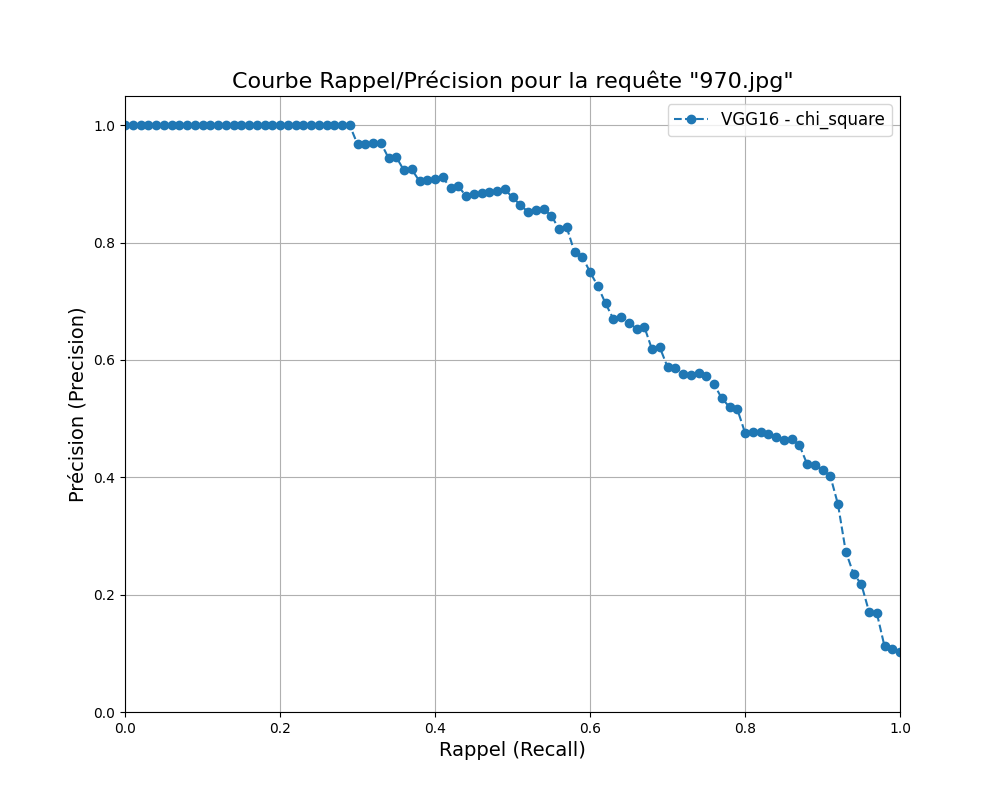 Courbe Rappel/Précision pour la requête "970.jpg"
VGG16 - chi_square
Précision (Precision)
1.0
0.8
0.6
0.4
0.2
0.0
0.0 0.2 0.4 0.6 0.8 1.0
Rappel (Recall)